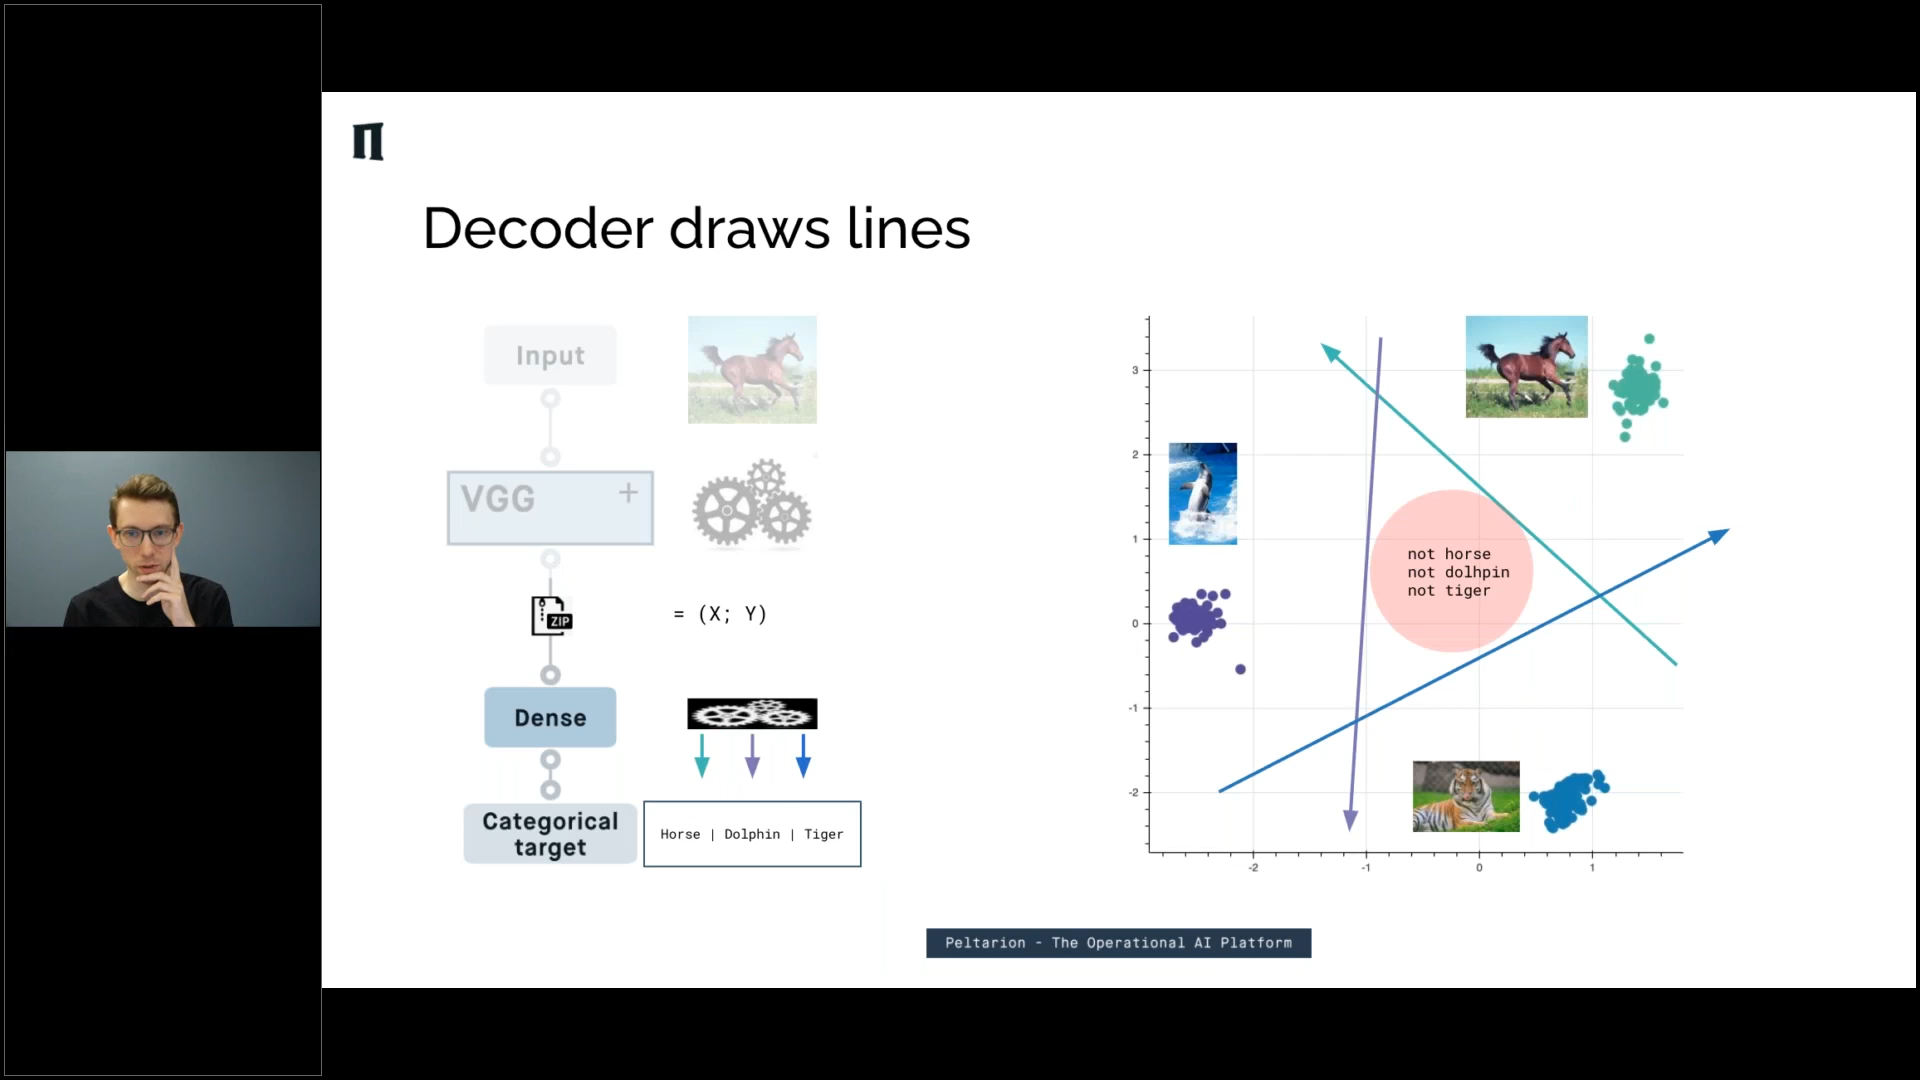 Decoder draws lines
Input
VGG +
ZIP
= (X; Y)
Dense
Categorical
target
Horse | Dolphin | Tiger
3
2
1
0
-1
-2
-2
-1
0
1
not horse
not dolhpin
not tiger
Peltarion - The Operational AI Platform